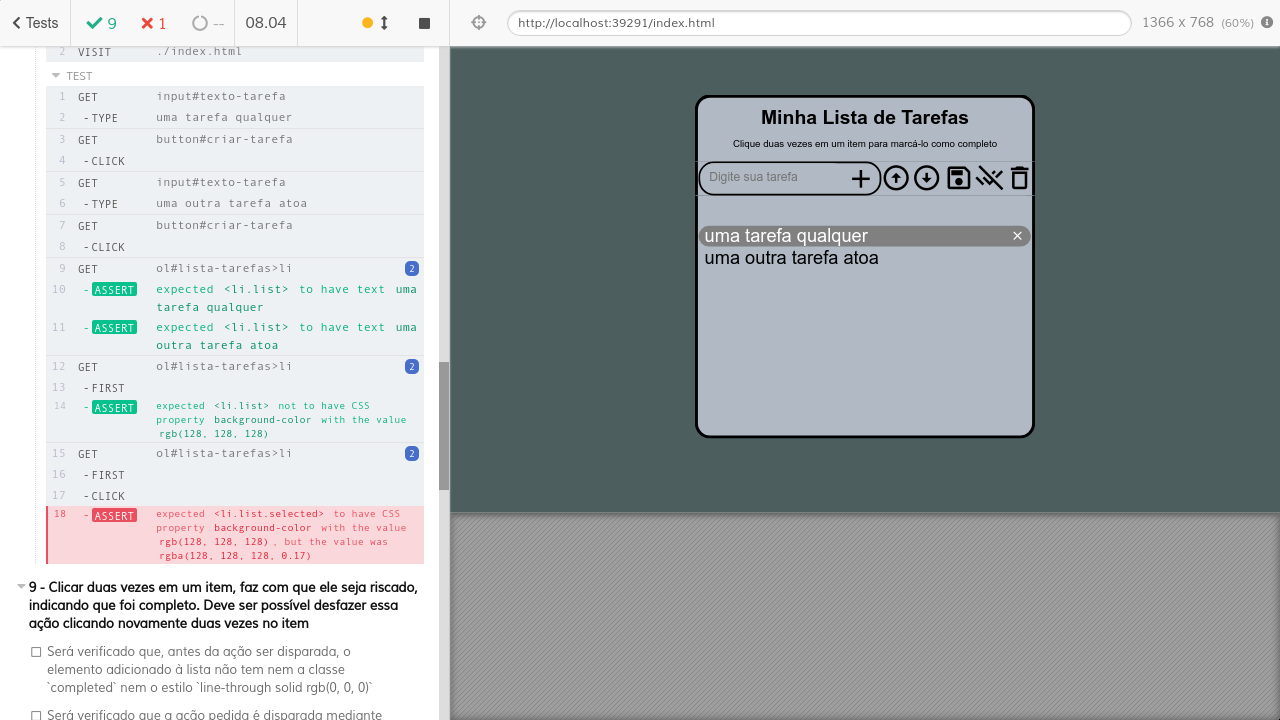 Tests 9 1 -- 08.04 http://localhost:39291/index.html 1366 x 768 (60%)
2 VISIT ./index.html
TEST
1 GET input#texto-tarefa
2 -TYPE uma tarefa qualquer
3 GET button#criar-tarefa
4 -CLICK
5 GET input#texto-tarefa
6 -TYPE uma outra tarefa atoa
7 GET button#criar-tarefa
8 -CLICK
9 GET ol#lista-tarefas>li 2
10 -ASSERT expected <li.list> to have text uma
tarefa qualquer
11 -ASSERT expected <li.list> to have text uma
outra tarefa atoa
12 GET ol#lista-tarefas>li 2
13 -FIRST
14 -ASSERT expected <li.list> not to have CSS
property background-color with the value
rgb(128, 128, 128)
15 GET ol#lista-tarefas>li 2
16 -FIRST
17 -CLICK
18 -ASSERT expected <li.list.selected> to have CSS
property background-color with the value
rgb(128, 128, 128), but the value was
rgba(128, 128, 128, 0.17)
9 - Clicar duas vezes em um item, faz com que ele seja riscado,
indicando que foi completo. Deve ser possível desfazer essa
ação clicando novamente duas vezes no item
Será verificado que, antes da ação ser disparada, o
elemento adicionado à lista não tem nem a classe
`completed` nem o estilo `line-through solid rgb(0, 0, 0)`
Será verificado que a ação pedida é disparada mediante
Minha Lista de Tarefas
Clique duas vezes em um item para marcá-lo como completo
Digite sua tarefa
uma tarefa qualquer ×
uma outra tarefa atoa